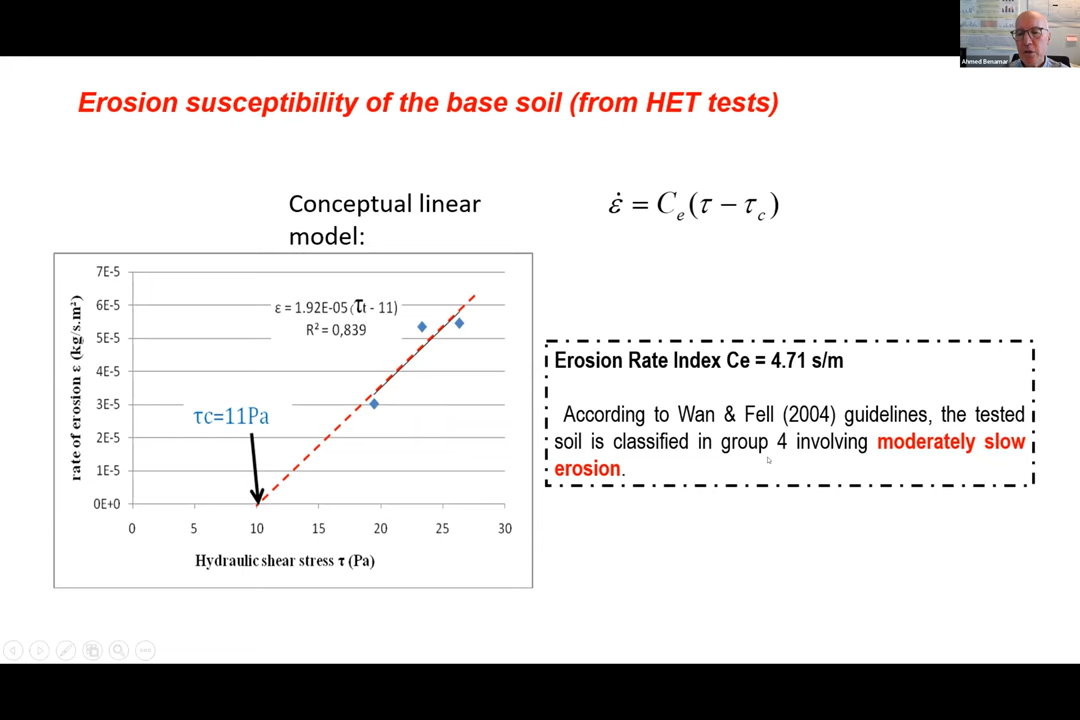 Ahmed Benamar
Erosion susceptibility of the base soil (from HET tests)
Conceptual linear
model:
ε̇ = Cₑ(τ − τ꜀)
7E-5
6E-5
5E-5
4E-5
3E-5
2E-5
1E-5
0E+0
rate of erosion ε (kg/s.m²)
ε = 1.92E-05(τt - 11)
R² = 0,839
τc=11Pa
0 5 10 15 20 25 30
Hydraulic shear stress τ (Pa)
Erosion Rate Index Ce = 4.71 s/m
According to Wan & Fell (2004) guidelines, the tested
soil is classified in group 4 involving moderately slow
erosion.